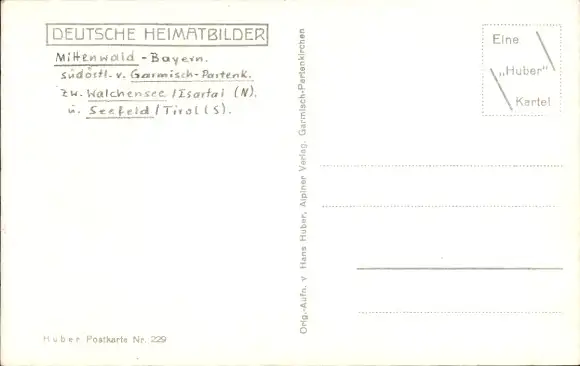 DEUTSCHE HEIMATBILDER
Mittenwald - Bayern.
südöstl. v. Garmisch-Partenk.
zw. Walchensee / Isartal (N).
u. Seefeld / Tirol (S).
Huber Postkarte Nr. 229
Orig.-Aufn. v. Hans Huber, Alpiner Verlag, Garmisch-Partenkirchen
Eine
„Huber"
Karte!